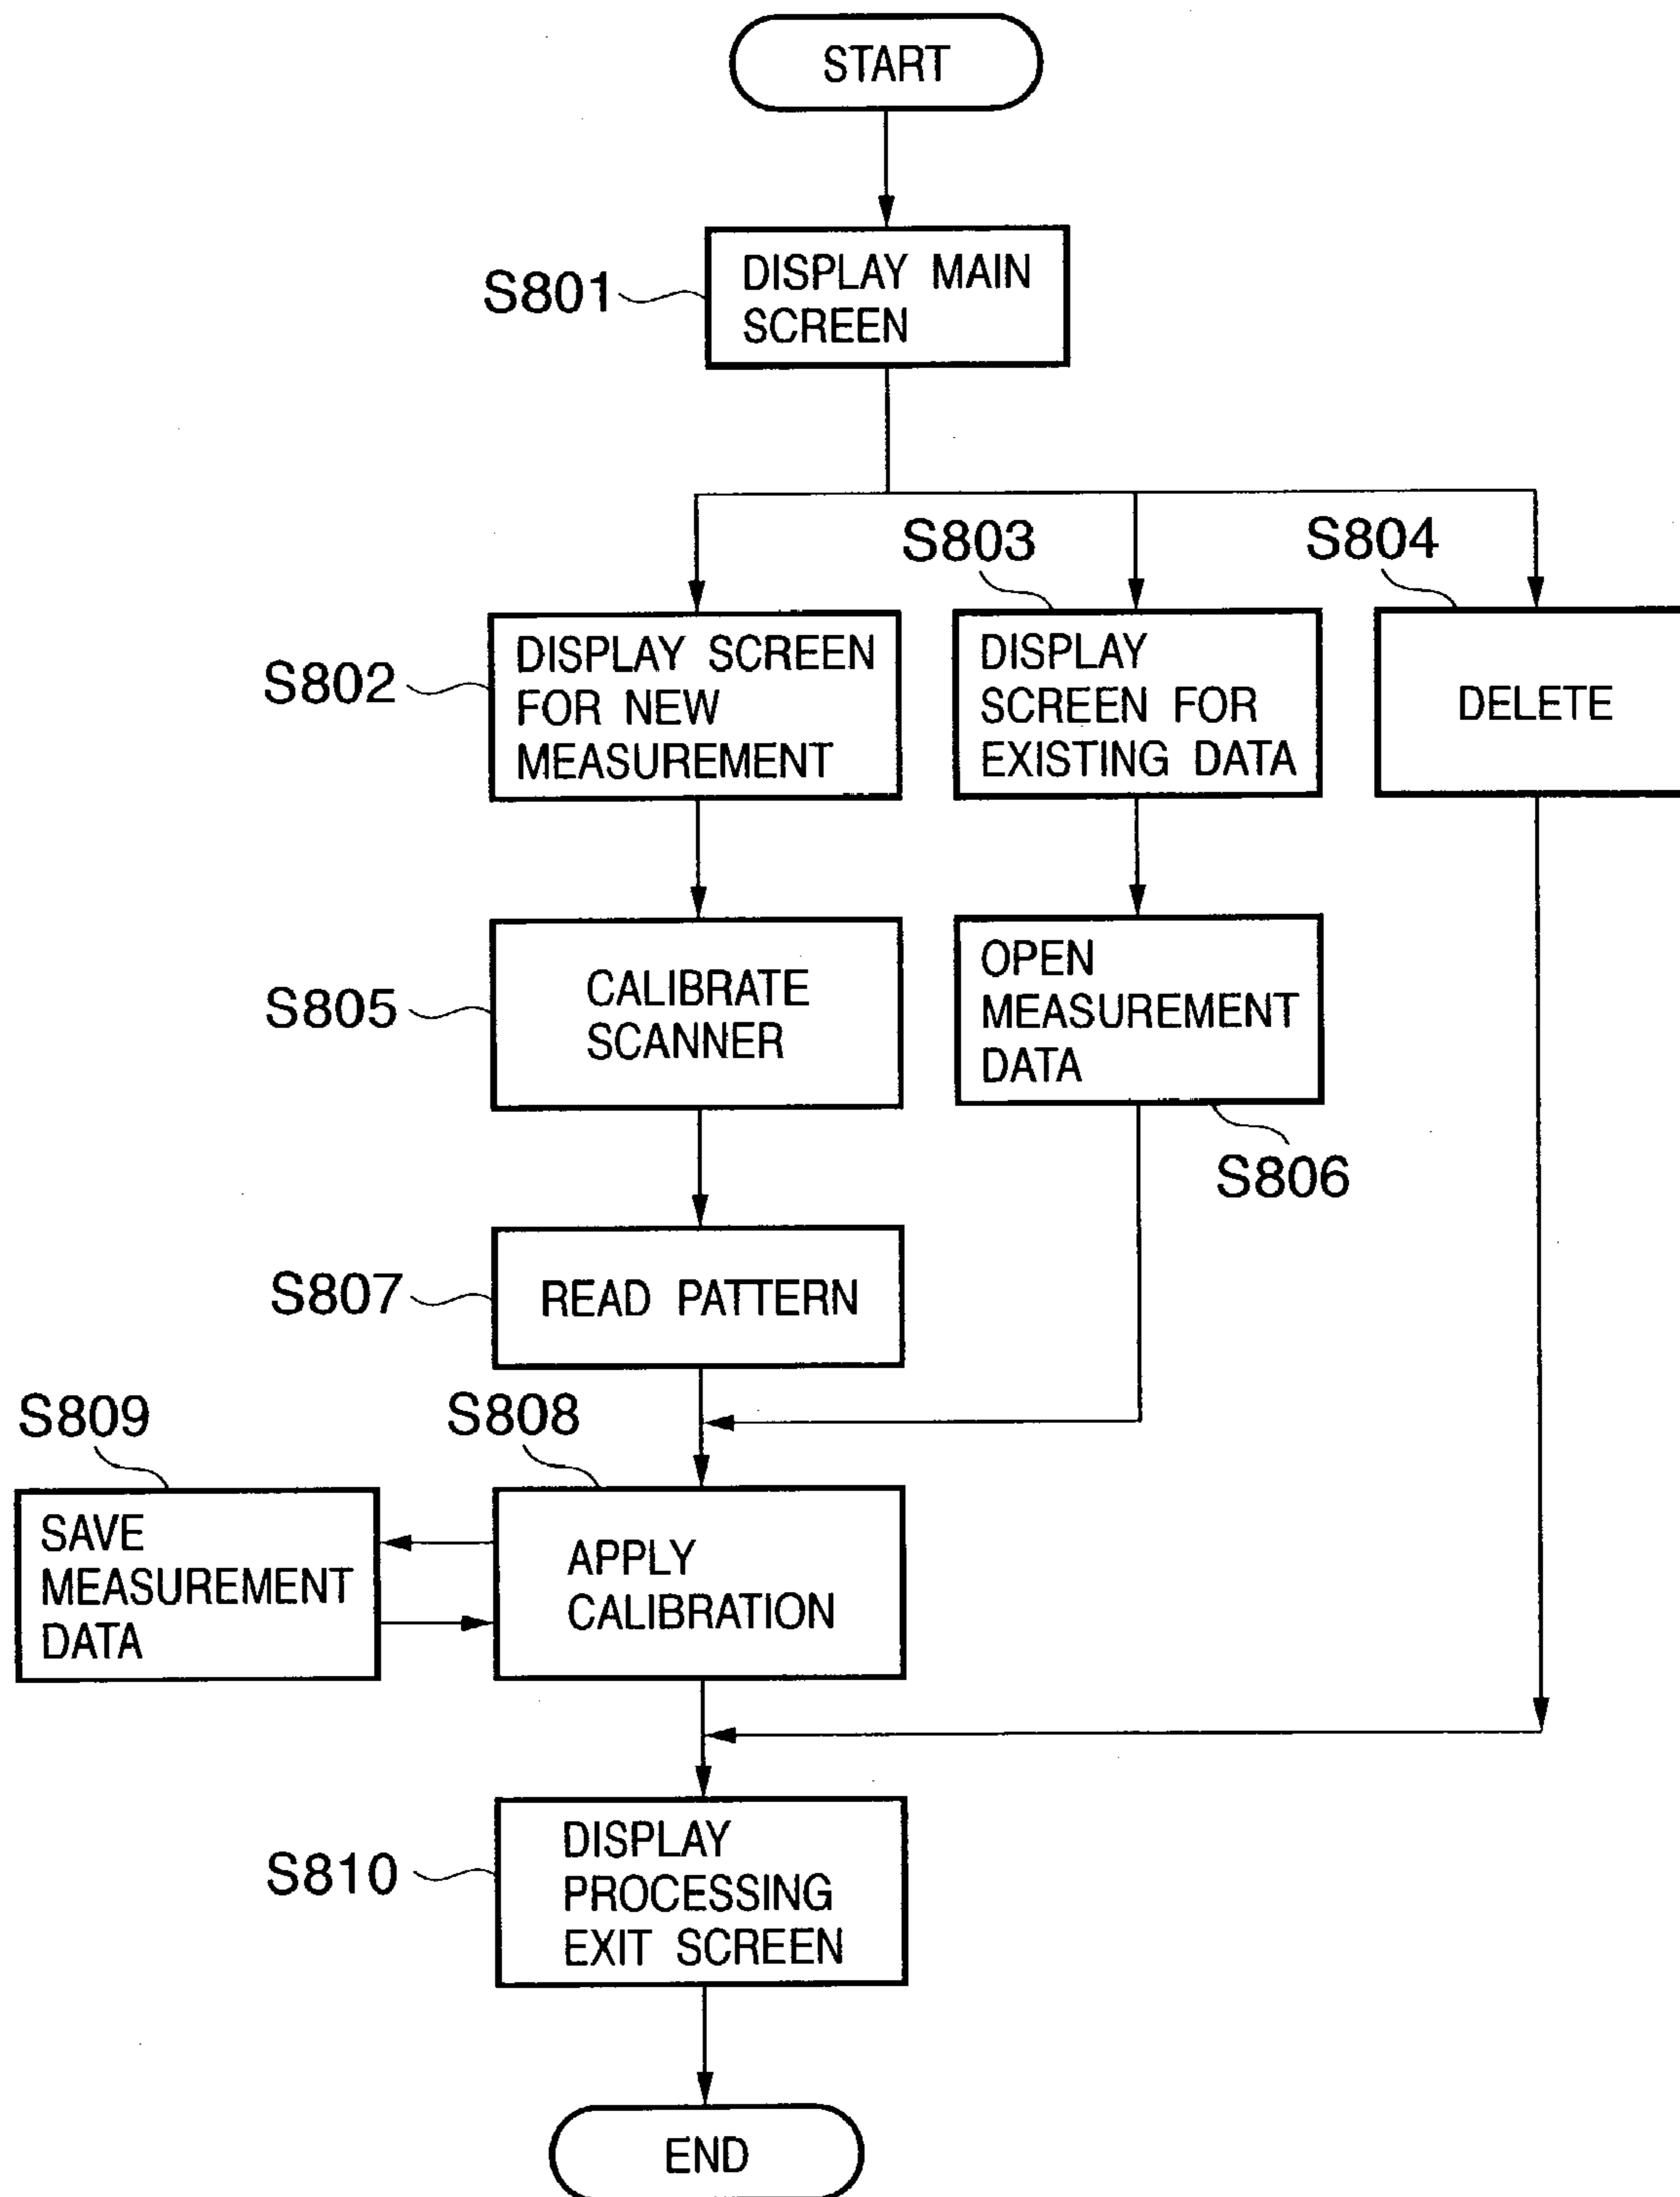 START
S801
DISPLAY MAIN
SCREEN
S802
DISPLAY SCREEN
FOR NEW
MEASUREMENT
S803
DISPLAY
SCREEN FOR
EXISTING DATA
S804
DELETE
S805
CALIBRATE
SCANNER
OPEN
MEASUREMENT
DATA
S806
S807
READ PATTERN
S809
SAVE
MEASUREMENT
DATA
S808
APPLY
CALIBRATION
S810
DISPLAY
PROCESSING
EXIT SCREEN
END